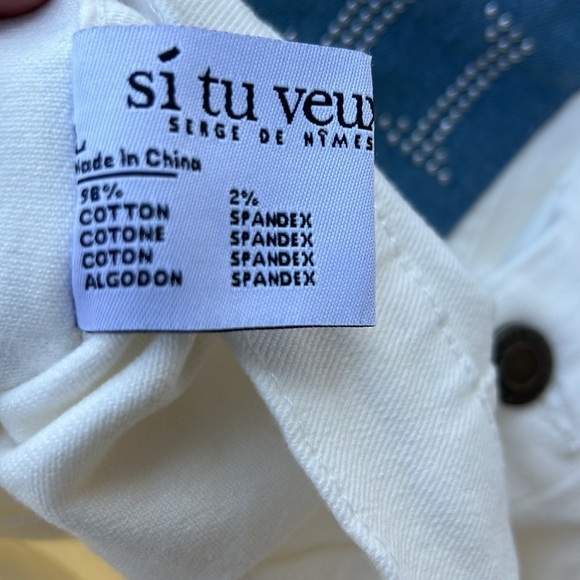 sí tu veux
SERGE DE NÎMES
L
Made In China
98% 2%
COTTON SPANDEX
COTONE SPANDEX
COTON SPANDEX
ALGODON SPANDEX